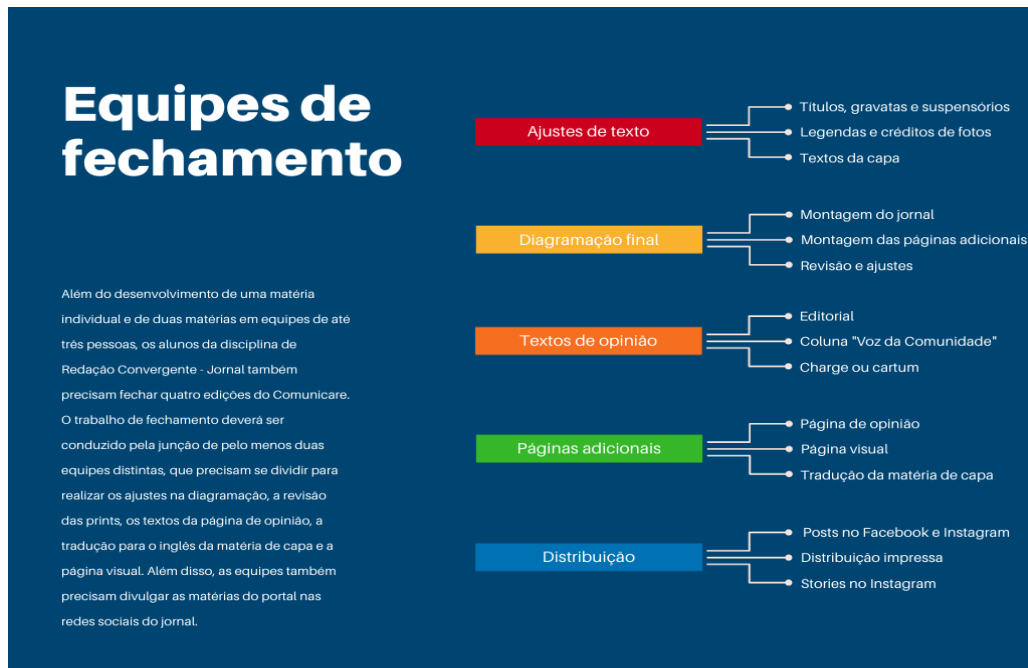 Equipes de
fechamento
Além do desenvolvimento de uma matéria
individual e de duas matérias em equipes de até
três pessoas, os alunos da disciplina de
Redação Convergente - Jornal também
precisam fechar quatro edições do Comunicare.
O trabalho de fechamento deverá ser
conduzido pela junção de pelo menos duas
equipes distintas, que precisam se dividir para
realizar os ajustes na diagramação, a revisão
das prints, os textos da página de opinião, a
tradução para o inglês da matéria de capa e a
página visual. Além disso, as equipes também
precisam divulgar as matérias do portal nas
redes sociais do jornal.
Ajustes de texto
Títulos, gravatas e suspensórios
Legendas e créditos de fotos
Textos da capa
Diagramação final
Montagem do jornal
Montagem das páginas adicionais
Revisão e ajustes
Textos de opinião
Editorial
Coluna "Voz da Comunidade"
Charge ou cartum
Páginas adicionais
Página de opinião
Página visual
Tradução da matéria de capa
Distribuição
Posts no Facebook e Instagram
Distribuição impressa
Stories no Instagram